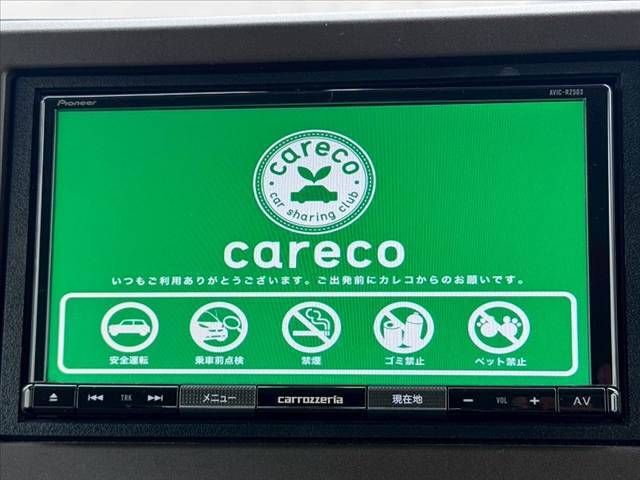 Pioneer
AVIC-RZ503
careco
car sharing club
careco
いつもご利用ありがとうございます。ご出発前にカレコからのお願いです。
安全運転 乗車前点検 禁煙 ゴミ禁止 ペット禁止
TRK メニュー carrozzeria 現在地 − VOL + AV